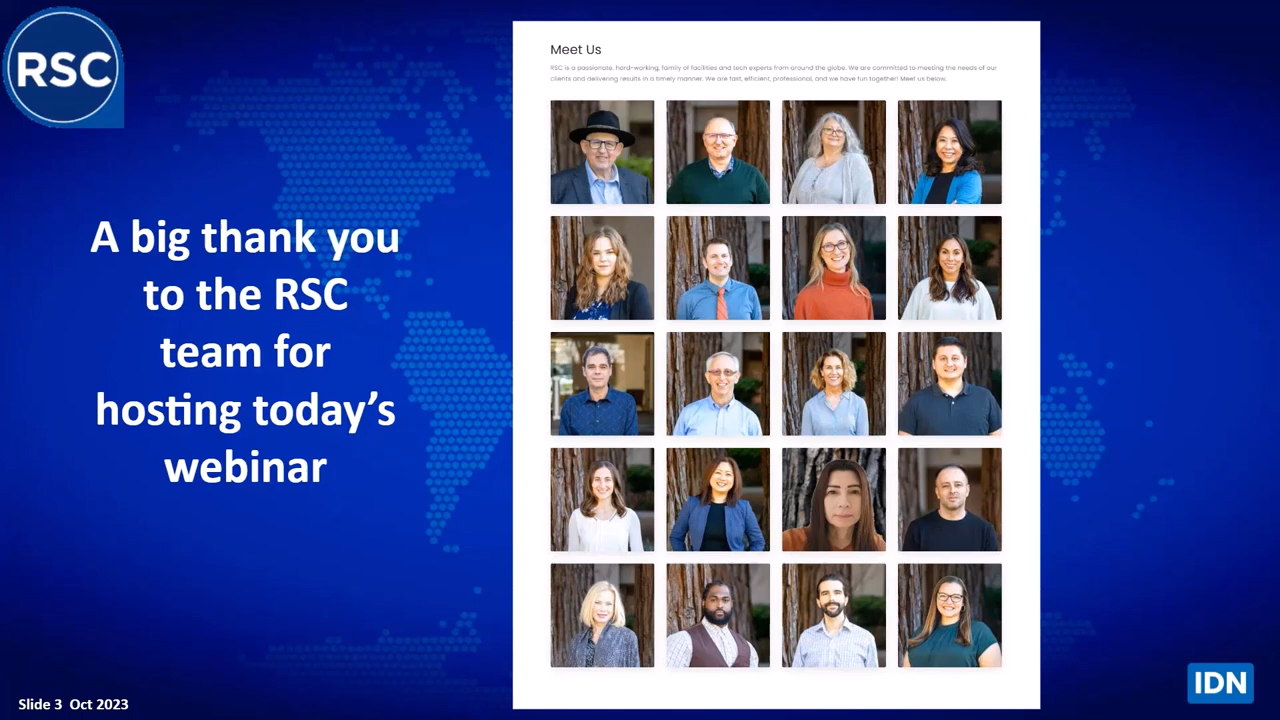 RSC
A big thank you
to the RSC
team for
hosting today's
webinar
Meet Us
RSC is a passionate, hard-working, family of facilities and tech experts from around the globe. We are committed to meeting the needs of our
clients and delivering results in a timely manner. We are fast, efficient, professional, and we have fun together! Meet us below.
Slide 3 Oct 2023
IDN